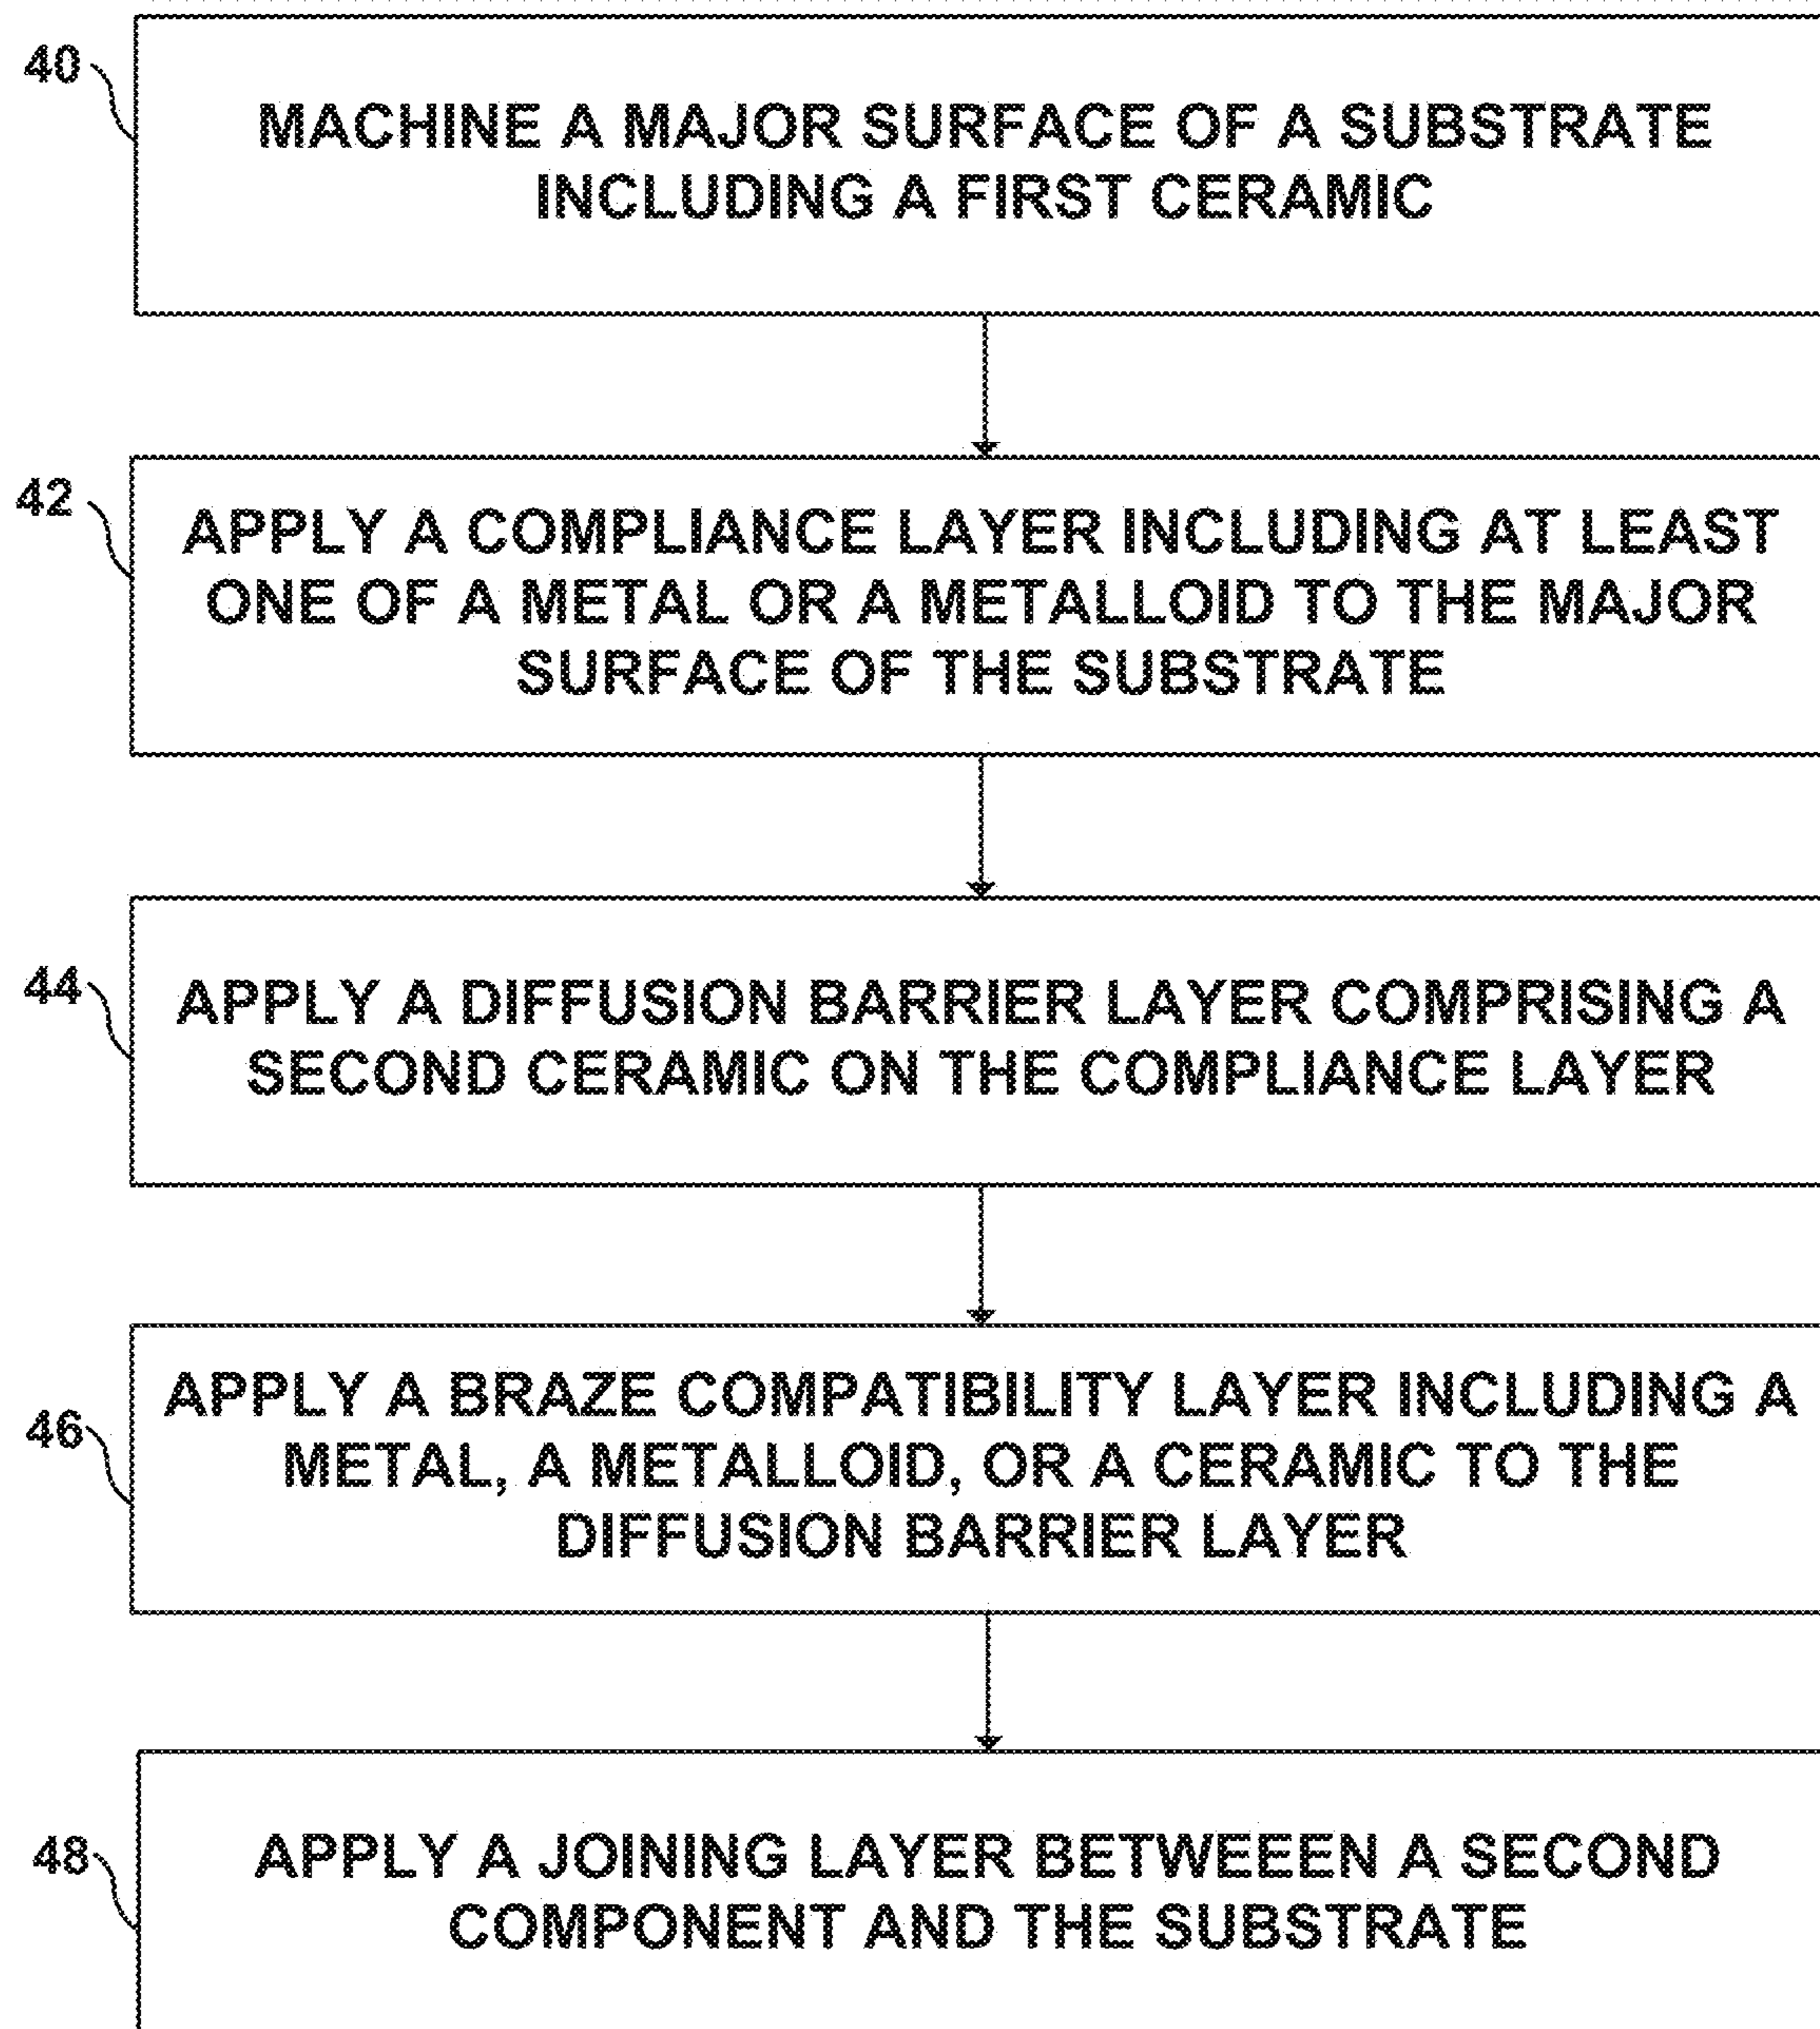 40
MACHINE A MAJOR SURFACE OF A SUBSTRATE
INCLUDING A FIRST CERAMIC
42
APPLY A COMPLIANCE LAYER INCLUDING AT LEAST
ONE OF A METAL OR A METALLOID TO THE MAJOR
SURFACE OF THE SUBSTRATE
44
APPLY A DIFFUSION BARRIER LAYER COMPRISING A
SECOND CERAMIC ON THE COMPLIANCE LAYER
46
APPLY A BRAZE COMPATIBILITY LAYER INCLUDING A
METAL, A METALLOID, OR A CERAMIC TO THE
DIFFUSION BARRIER LAYER
48
APPLY A JOINING LAYER BETWEEEN A SECOND
COMPONENT AND THE SUBSTRATE